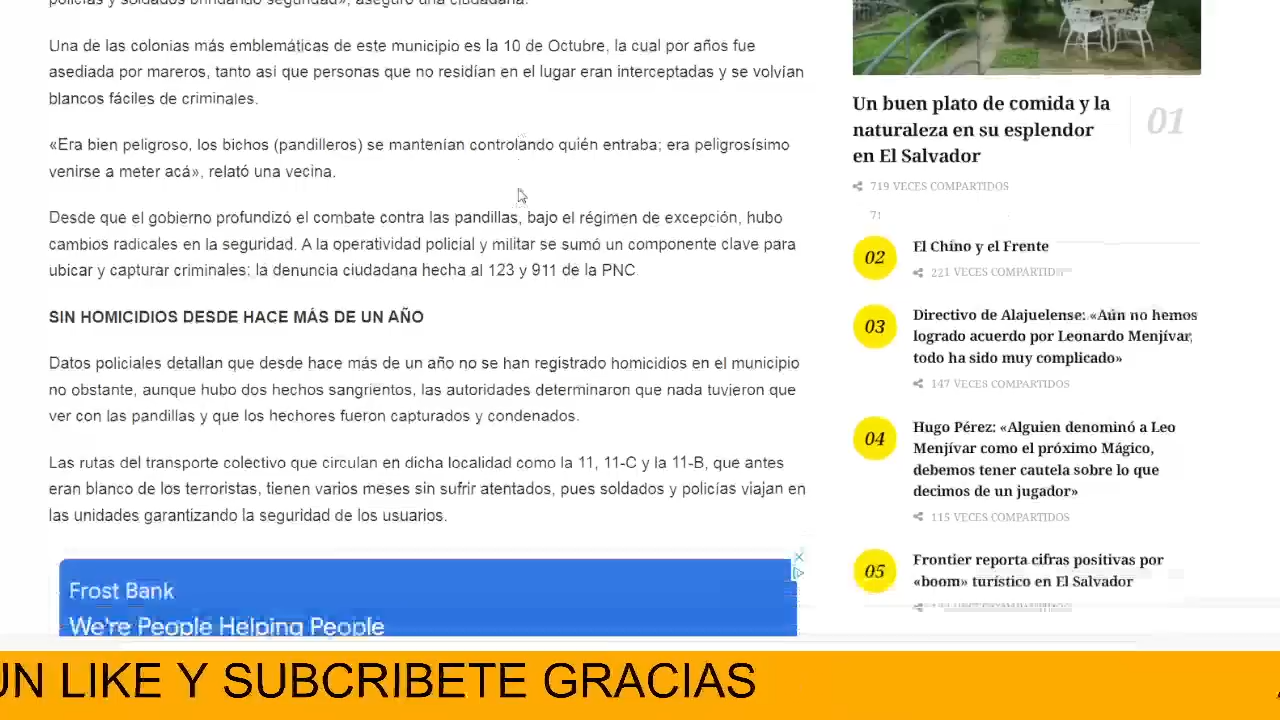 policías y soldados brindando seguridad», aseguró una ciudadana.
Una de las colonias más emblemáticas de este municipio es la 10 de Octubre, la cual por años fue
asediada por mareros, tanto asi que personas que no residían en el lugar eran interceptadas y se volvían
blancos fáciles de criminales.
«Era bien peligroso, los bichos (pandilleros) se mantenían controlando quién entraba; era peligrosísimo
venirse a meter acá», relató una vecina.
Desde que el gobierno profundizó el combate contra las pandillas, bajo el régimen de excepción, hubo
cambios radicales en la seguridad. A la operatividad policial y militar se sumó un componente clave para
ubicar y capturar criminales: la denuncia ciudadana hecha al 123 y 911 de la PNC
SIN HOMICIDIOS DESDE HACE MÁS DE UN AÑO
Datos policiales detallan que desde hace más de un año no se han registrado homicidios en el municipio
no obstante, aunque hubo dos hechos sangrientos, las autoridades determinaron que nada tuvieron que
ver con las pandillas y que los hechores fueron capturados y condenados.
Las rutas del transporte colectivo que circulan en dicha localidad como la 11, 11-C y la 11-B, que antes
eran blanco de los terroristas, tienen varios meses sin sufrir atentados, pues soldados y policías viajan en
las unidades garantizando la seguridad de los usuarios.
Frost Bank
We're People Helping People
Un buen plato de comida y la
naturaleza en su esplendor
en El Salvador
01
719 VECES COMPARTIDOS
02
El Chino y el Frente
221 VECES COMPARTID
03
Directivo de Alajuelense: «Aún no hemos
logrado acuerdo por Leonardo Menjívar,
todo ha sido muy complicado»
147 VECES COMPARTIDOS
04
Hugo Pérez: «Alguien denominó a Leo
Menjívar como el próximo Mágico,
debemos tener cautela sobre lo que
decimos de un jugador»
115 VECES COMPARTIDOS
05
Frontier reporta cifras positivas por
«boom» turístico en El Salvador
UN LIKE Y SUBCRIBETE GRACIAS